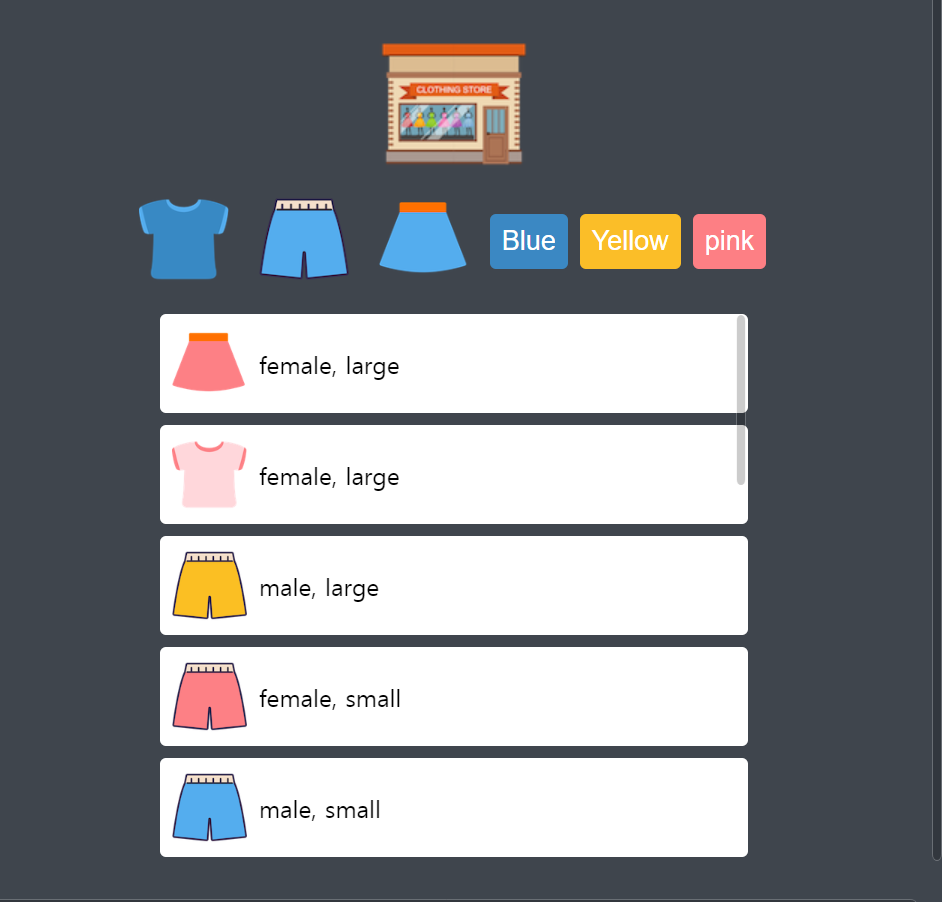 CLOTHING STORE
Blue Yellow pink
female, large
female, large
male, large
female, small
male, small